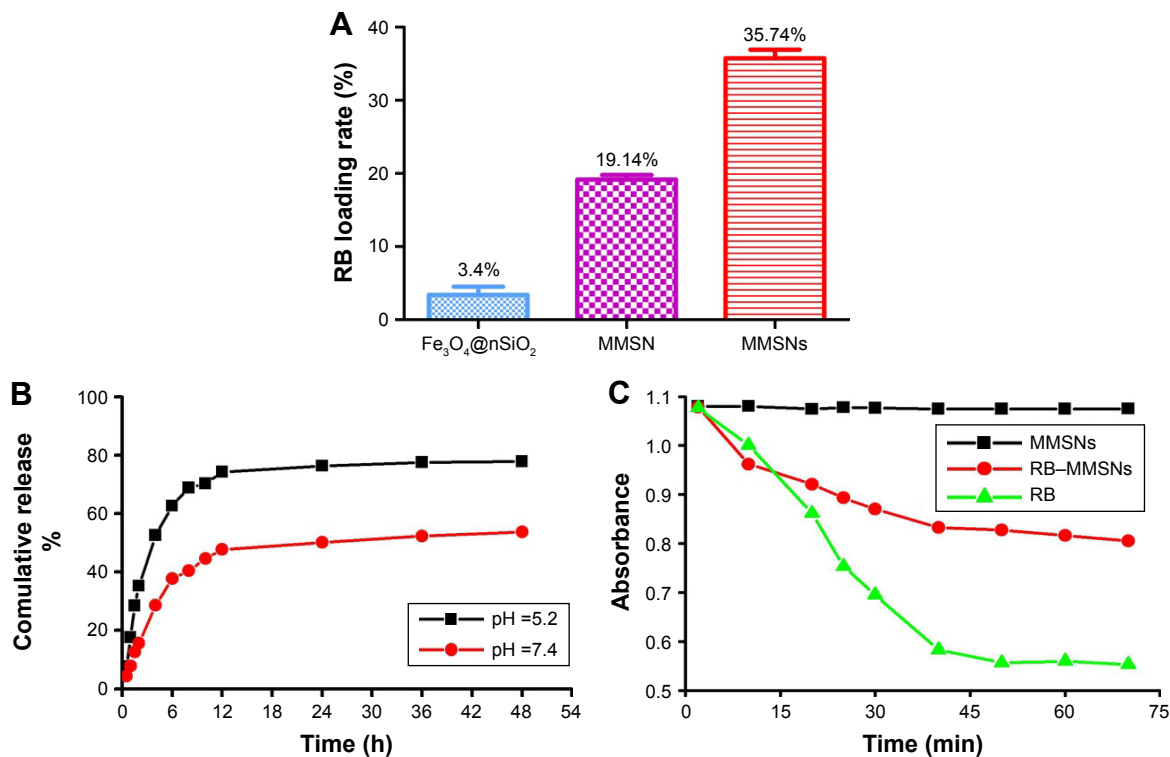 A
RB loading rate (%)
40
30
20
10
0
3.4%
19.14%
35.74%
Fe₃O₄@nSiO₂
MMSN
MMSNs
B
Comulative release
%
100
80
60
40
20
0
0 6 12 18 24 30 36 42 48 54
Time (h)
pH =5.2
pH =7.4
C
Absorbance
1.1
1.0
0.9
0.8
0.7
0.6
0.5
0 15 30 45 60 75
Time (min)
MMSNs
RB–MMSNs
RB